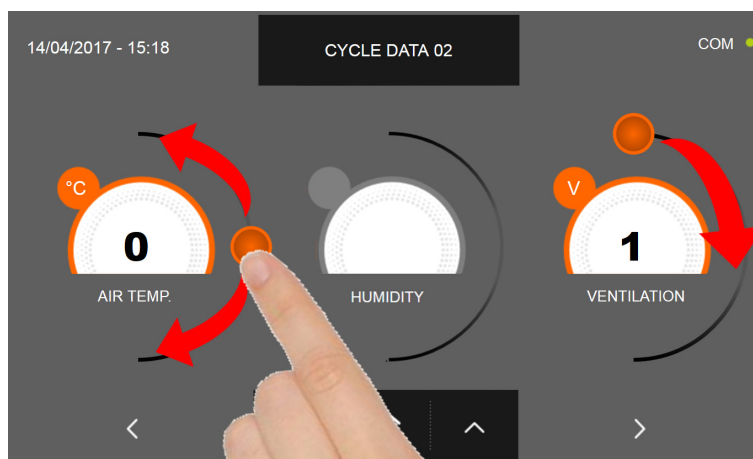 14/04/2017 - 15:18
CYCLE DATA 02
COM
°C
V
0
1
AIR TEMP.
HUMIDITY
VENTILATION